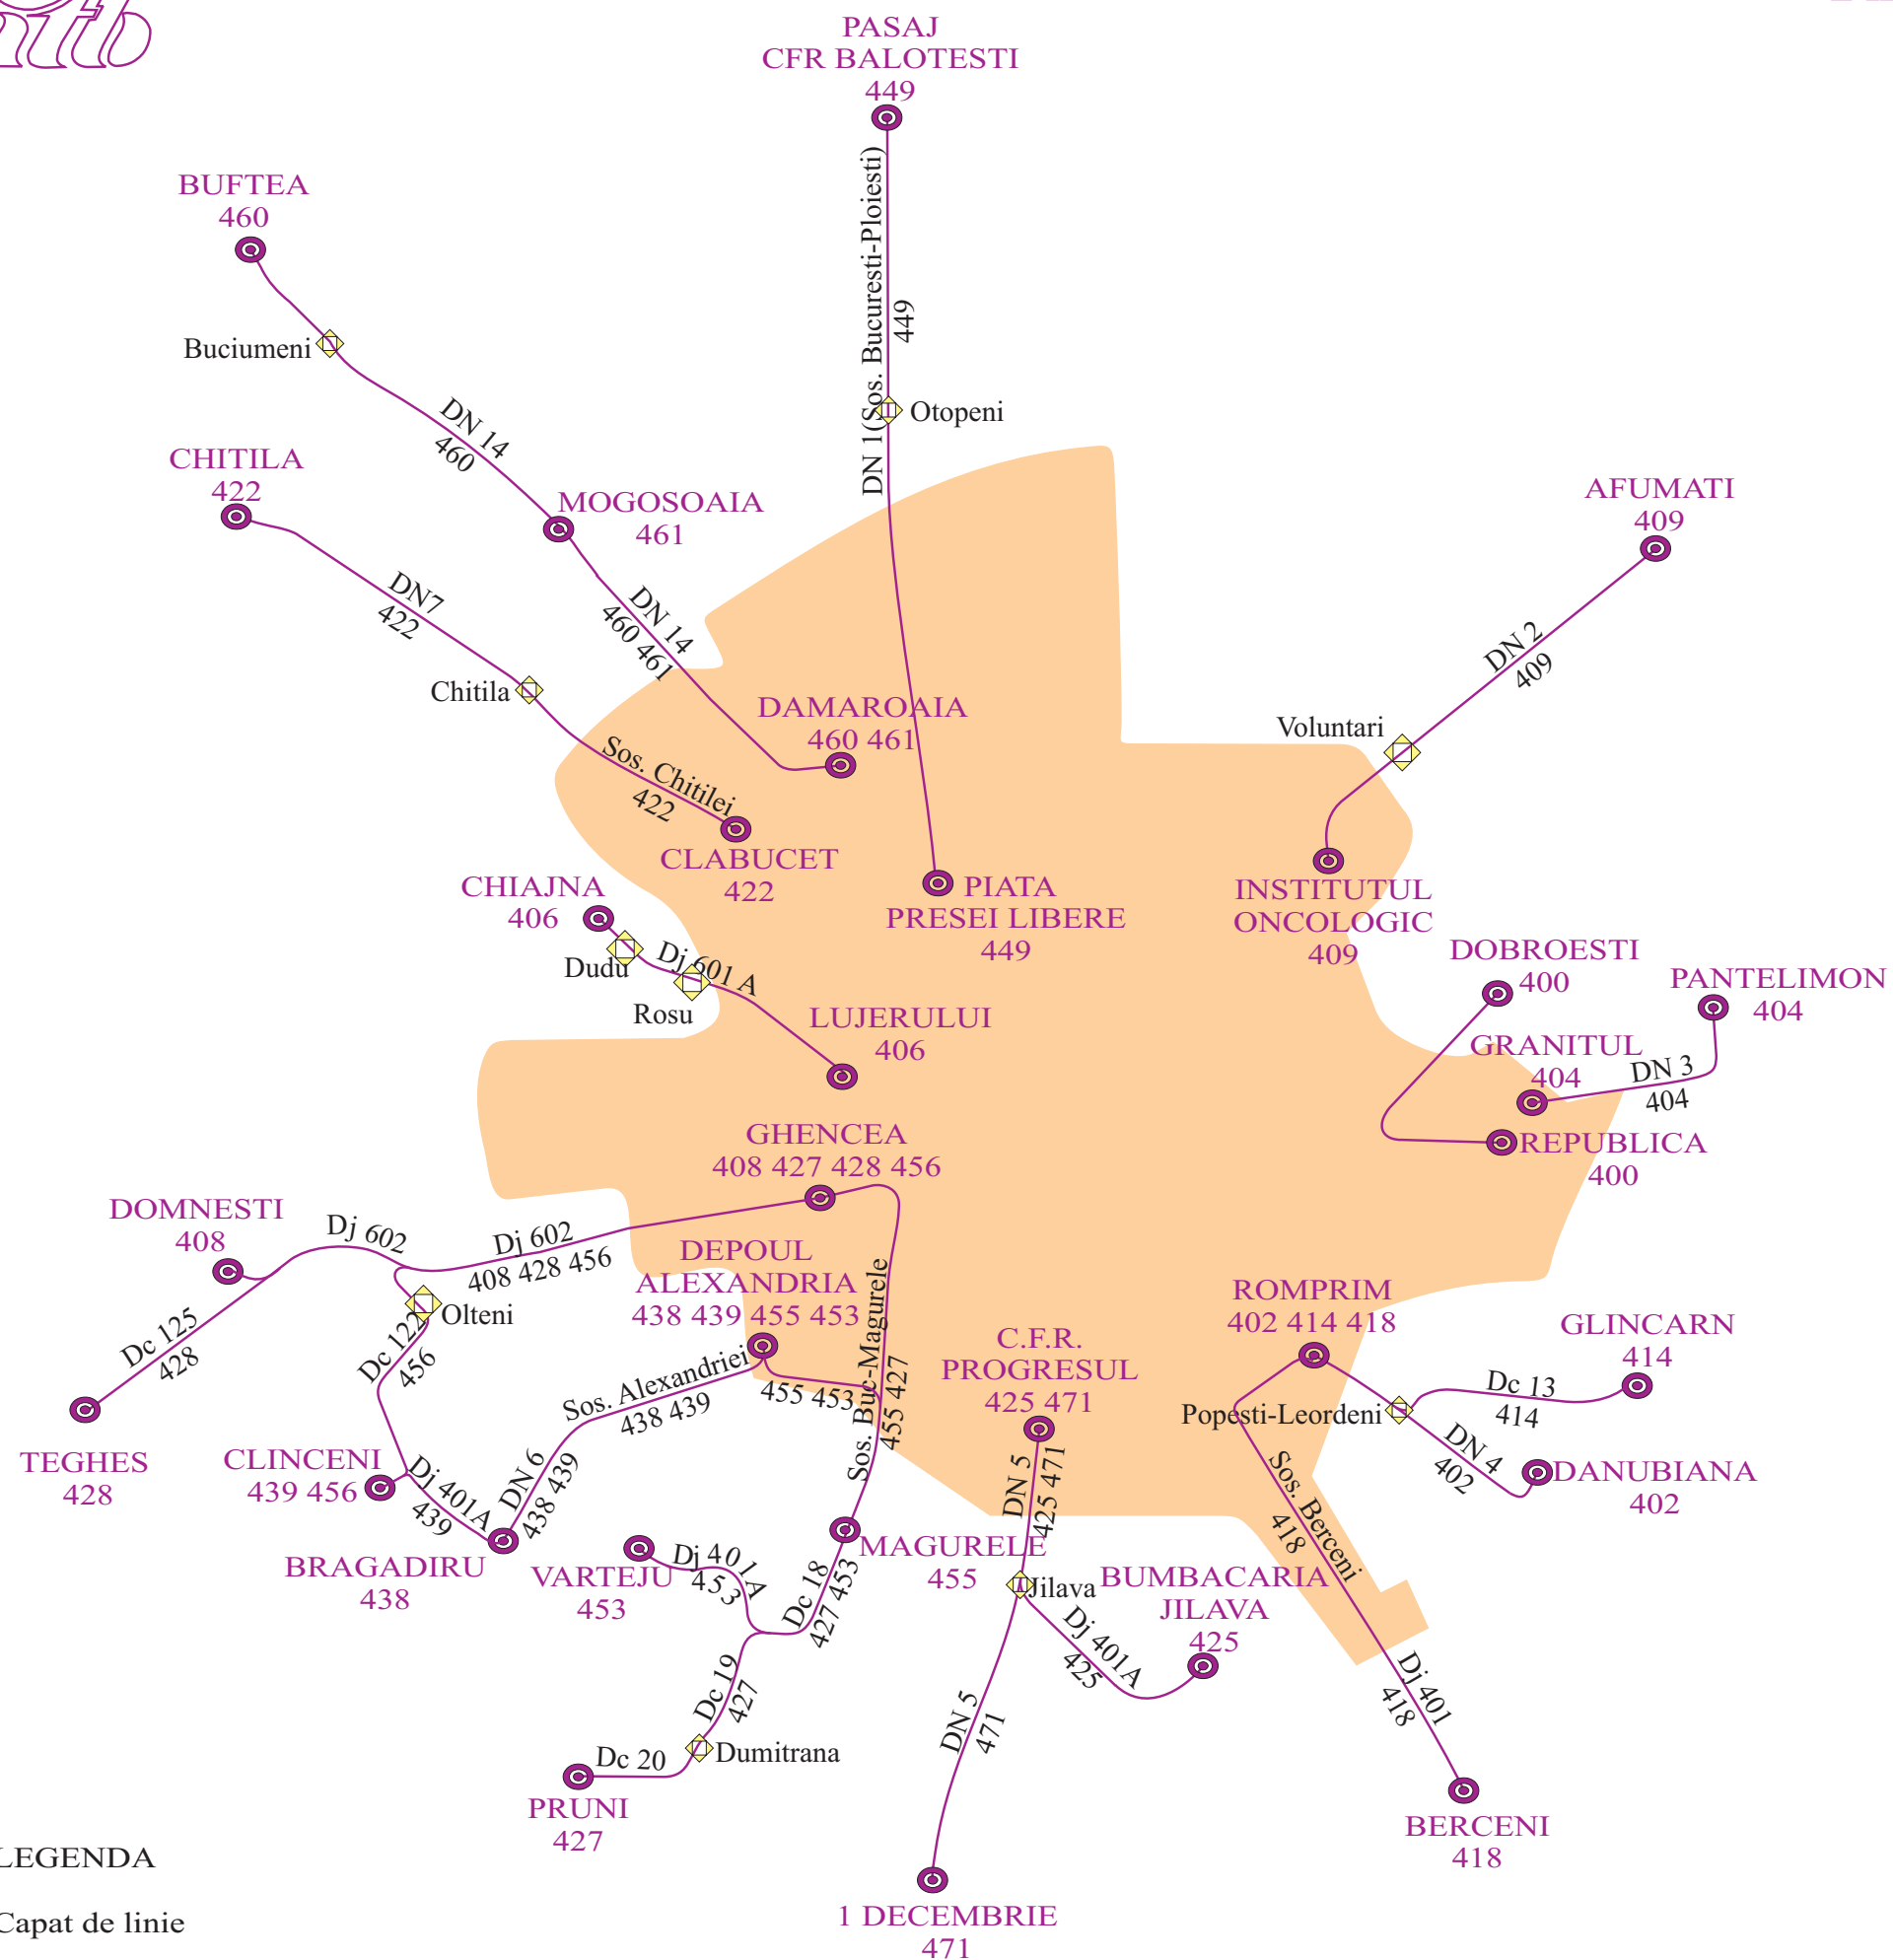 PASAJ
CFR BALOTESTI
449
DN 1(Sos. Bucuresti-Ploiesti)
449
Otopeni
BUFTEA
460
Buciumeni
DN 14
460
CHITILA
422
MOGOSOAIA
461
DN7
422
DN 14
460 461
Chitila
Sos. Chitilei
422
DAMAROAIA
460 461
CLABUCET
422
AFUMATI
409
DN 2
409
Voluntari
INSTITUTUL
ONCOLOGIC
409
PIATA
PRESEI LIBERE
449
CHIAJNA
406
Dudu
Dj 601 A
Rosu
LUJERULUI
406
DOBROESTI
400
PANTELIMON
404
GRANITUL
404
DN 3
404
REPUBLICA
400
GHENCEA
408 427 428 456
DOMNESTI
408
Dj 602
Dj 602
408 428 456
Olteni
Dc 125
428
Dc 122
456
TEGHES
428
DEPOUL
ALEXANDRIA
438 439 455 453
Sos. Alexandriei
438 439
455 453
Sos. Buc-Magurele
455 427
CLINCENI
439 456
Dj 401A
439
DN 6
438 439
BRAGADIRU
438
C.F.R.
PROGRESUL
425 471
DN 5
425 471
ROMPRIM
402 414 418
GLINCARN
414
Dc 13
414
Popesti-Leordeni
DN 4
402
DANUBIANA
402
Sos. Berceni
418
MAGURELE
455
VARTEJU
453
Dj 401A
453
Dc 18
427 453
Jilava
BUMBACARIA
JILAVA
425
Dj 401A
425
Dc 19
427
Dumitrana
Dc 20
PRUNI
427
DN 5
471
Dj 401
418
BERCENI
418
1 DECEMBRIE
471
LEGENDA
Capat de linie